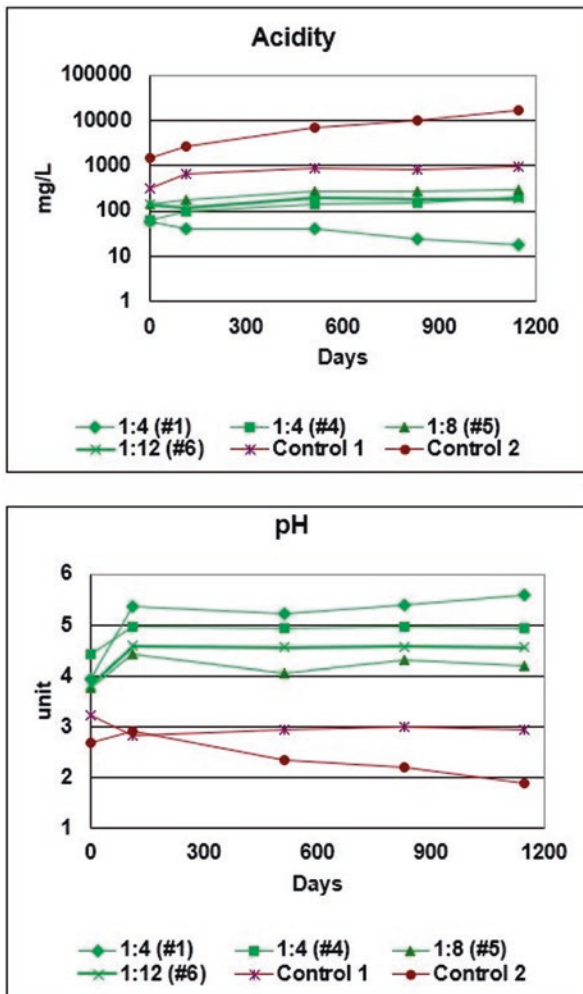 Acidity
100000
10000
1000
100
10
1
mg/L
0 300 600 900 1200
Days
1:4 (#1) 1:4 (#4) 1:8 (#5)
1:12 (#6) Control 1 Control 2
pH
6
5
4
3
2
1
unit
0 300 600 900 1200
Days
1:4 (#1) 1:4 (#4) 1:8 (#5)
1:12 (#6) Control 1 Control 2